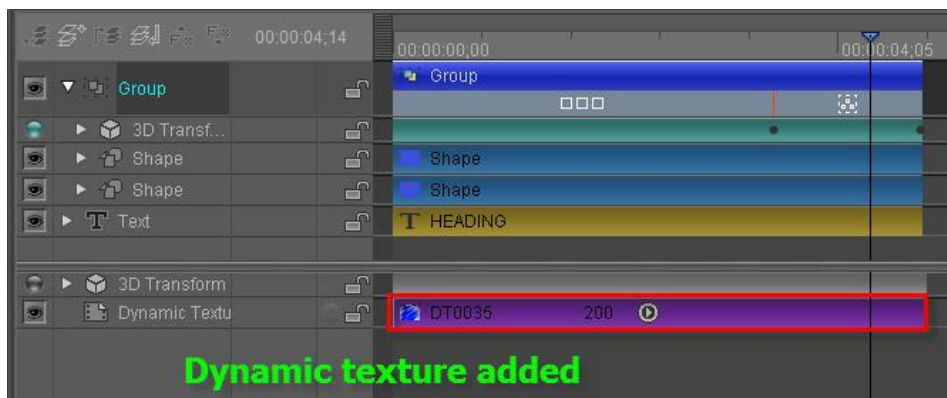 00:00:04;14
00:00:00;00
00:00:04;05
Group
Group
3D Transf...
Shape
Shape
Shape
Shape
Text
T HEADING
3D Transform
Dynamic Textu
DT0035 200
Dynamic texture added